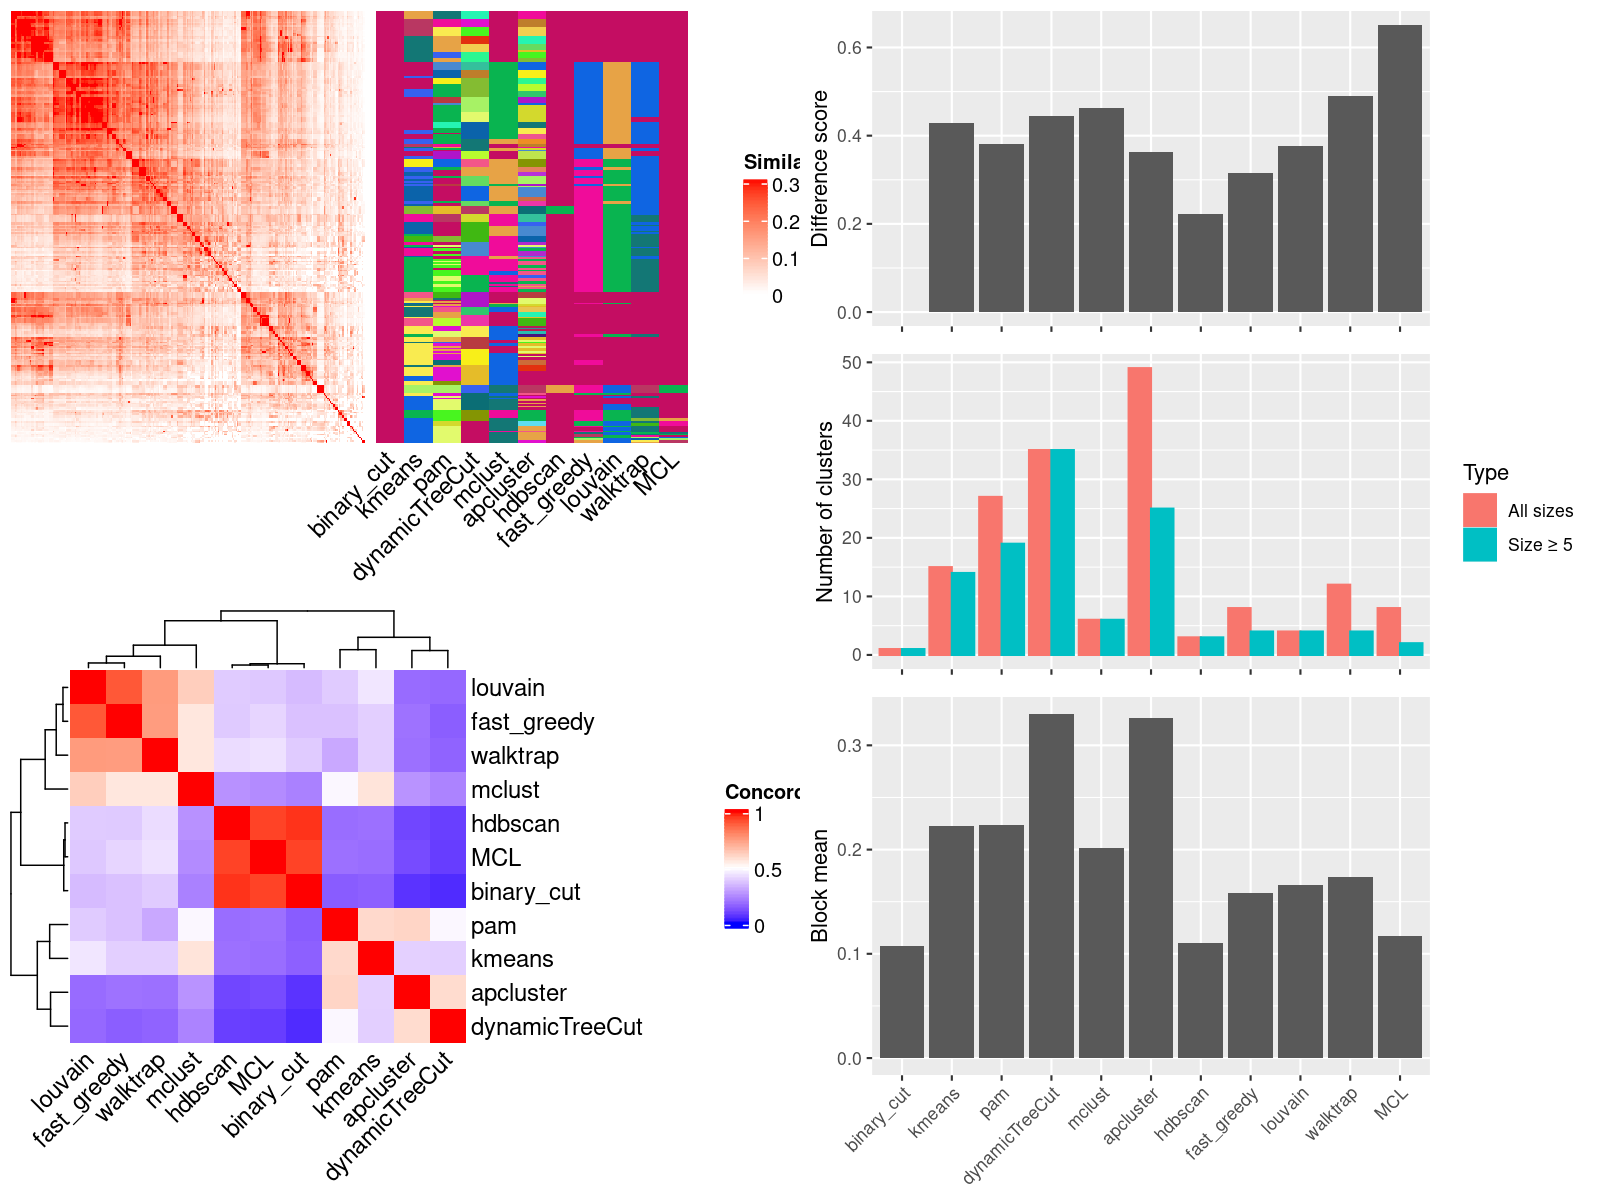 Simila
0.3
0.2
0.1
0
binary_cut
kmeans
pam
dynamicTreeCut
mclust
apcluster
hdbscan
fast_greedy
louvain
walktrap
MCL
Difference score
0.6
0.4
0.2
0.0
Number of clusters
50
40
30
20
10
0
Type
All sizes
Size ≥ 5
louvain
fast_greedy
walktrap
mclust
hdbscan
MCL
binary_cut
pam
kmeans
apcluster
dynamicTreeCut
louvain
fast_greedy
walktrap
mclust
hdbscan
MCL
binary_cut
pam
kmeans
apcluster
dynamicTreeCut
Concorc
1
0.5
0
Block mean
0.3
0.2
0.1
0.0
binary_cut
kmeans
pam
dynamicTreeCut
mclust
apcluster
hdbscan
fast_greedy
louvain
walktrap
MCL